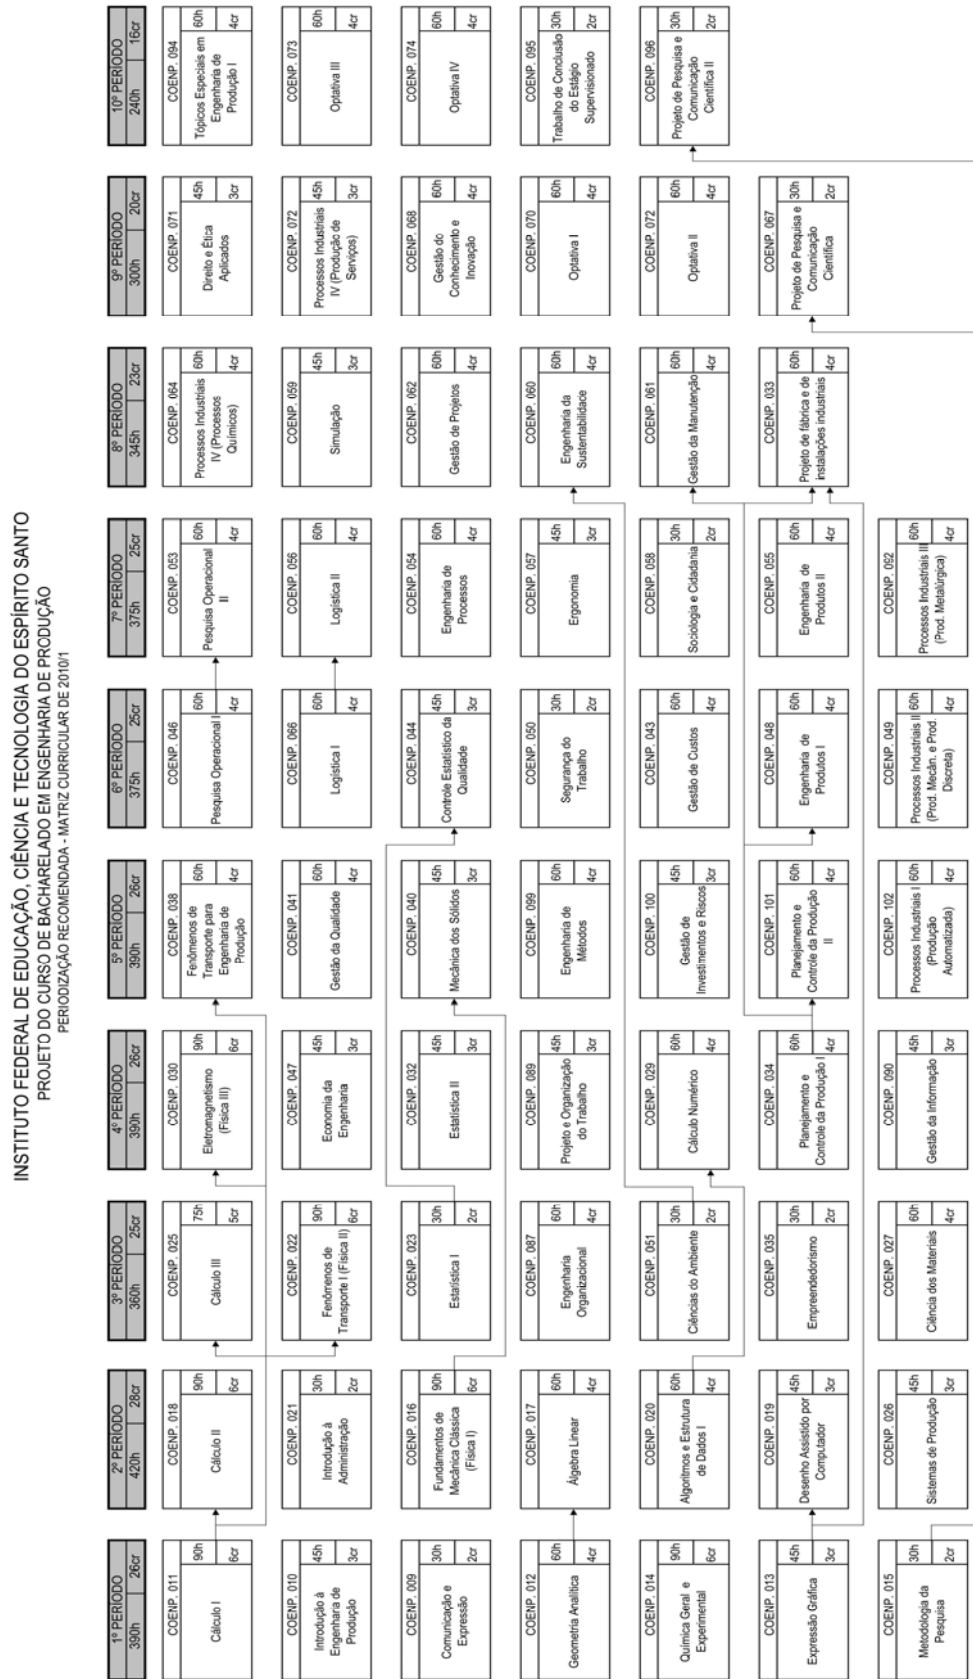 INSTITUTO FEDERAL DE EDUCAÇÃO, CIÊNCIA E TECNOLOGIA DO ESPÍRITO SANTO
PROJETO DO CURSO DE BACHARELADO EM ENGENHARIA DE PRODUÇÃO
PERIODIZAÇÃO RECOMENDADA - MATRIZ CURRICULAR DE 2010/1
1º PERÍODO
390h 26cr
COENP. 011
Cálculo I
90h
6cr
COENP. 010
Introdução à
Engenharia de
Produção
45h
3cr
COENP. 009
Comunicação e
Expressão
30h
2cr
COENP. 012
Geometria Analítica
60h
4cr
COENP. 014
Química Geral e
Experimental
90h
6cr
COENP. 013
Expressão Gráfica
45h
3cr
COENP. 015
Metodologia da
Pesquisa
30h
2cr
2º PERÍODO
420h 28cr
COENP. 018
Cálculo II
90h
6cr
COENP. 021
Introdução à
Administração
30h
2cr
COENP. 016
Fundamentos de
Mecânica Clássica
(Física I)
90h
6cr
COENP. 017
Álgebra Linear
60h
4cr
COENP. 020
Algoritmos e Estrutura
de Dados I
60h
4cr
COENP. 019
Desenho Assistido por
Computador
45h
3cr
COENP. 026
Sistemas de Produção
45h
3cr
3º PERÍODO
360h 25cr
COENP. 025
Cálculo III
75h
5cr
COENP. 022
Fenômenos de
Transporte I (Física II)
90h
6cr
COENP. 023
Estatística I
30h
2cr
COENP. 087
Engenharia
Organizacional
60h
4cr
COENP. 051
Ciências do Ambiente
30h
2cr
COENP. 035
Empreendedorismo
30h
2cr
COENP. 027
Ciência dos Materiais
60h
4cr
4º PERÍODO
390h 26cr
COENP. 030
Eletromagnetismo
(Física III)
90h
6cr
COENP. 047
Economia da
Engenharia
45h
3cr
COENP. 032
Estatística II
45h
3cr
COENP. 089
Projeto e Organização
do Trabalho
45h
3cr
COENP. 029
Cálculo Numérico
60h
4cr
COENP. 034
Planejamento e
Controle da Produção I
60h
4cr
COENP. 090
Gestão da Informação
45h
3cr
5º PERÍODO
390h 26cr
COENP. 038
Fenômenos de
Transporte para
Engenharia de
Produção
60h
4cr
COENP. 041
Gestão da Qualidade
60h
4cr
COENP. 040
Mecânica dos Sólidos
45h
3cr
COENP. 099
Engenharia de
Métodos
60h
4cr
COENP. 100
Gestão de
Investimentos e Riscos
45h
3cr
COENP. 101
Planejamento e
Controle da Produção
II
60h
4cr
COENP. 102
Processos Industriais I
(Produção
Automatizada)
60h
4cr
6º PERÍODO
375h 25cr
COENP. 046
Pesquisa Operacional I
60h
4cr
COENP. 066
Logística I
60h
4cr
COENP. 044
Controle Estatístico da
Qualidade
45h
3cr
COENP. 050
Segurança do
Trabalho
30h
2cr
COENP. 043
Gestão de Custos
60h
4cr
COENP. 048
Engenharia de
Produtos I
60h
4cr
COENP. 049
Processos Industriais II
(Prod. Mecân. e Prod.
Discreta)
60h
4cr
7º PERÍODO
375h 25cr
COENP. 053
Pesquisa Operacional
II
60h
4cr
COENP. 056
Logística II
60h
4cr
COENP. 054
Engenharia de
Processos
60h
4cr
COENP. 057
Ergonomia
45h
3cr
COENP. 058
Sociologia e Cidadania
30h
2cr
COENP. 055
Engenharia de
Produtos II
60h
4cr
COENP. 092
Processos Industriais III
(Prod. Metalúrgica)
60h
4cr
8º PERÍODO
345h 23cr
COENP. 064
Processos Industriais
IV (Processos
Químicos)
60h
4cr
COENP. 059
Simulação
45h
3cr
COENP. 062
Gestão de Projetos
60h
4cr
COENP. 060
Engenharia da
Sustentabilidade
60h
4cr
COENP. 061
Gestão da Manutenção
60h
4cr
COENP. 033
Projeto de fábrica e de
instalações industriais
60h
4cr
9º PERÍODO
300h 20cr
COENP. 071
Direito e Ética
Aplicados
45h
3cr
COENP. 072
Processos Industriais
IV (Produção de
Serviços)
45h
3cr
COENP. 068
Gestão do
Conhecimento e
Inovação
60h
4cr
COENP. 070
Optativa I
60h
4cr
COENP. 072
Optativa II
60h
4cr
COENP. 067
Projeto de Pesquisa e
Comunicação
Científica
30h
2cr
10º PERÍODO
240h 16cr
COENP. 094
Tópicos Especiais em
Engenharia de
Produção I
60h
4cr
COENP. 073
Optativa III
60h
4cr
COENP. 074
Optativa IV
60h
4cr
COENP. 095
Trabalho de Conclusão
do Estágio
Supervisionado
30h
2cr
COENP. 096
Projeto de Pesquisa e
Comunicação
Científica II
30h
2cr